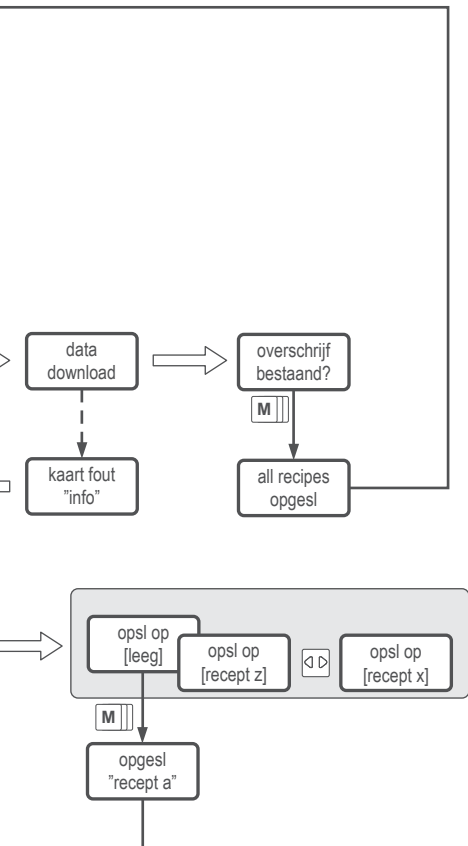 data
download
overschrijf
bestaand?
M
kaart fout
"info"
all recipes
opgesl
opsl op
[leeg]
opsl op
[recept z]
opsl op
[recept x]
M
opgesl
"recept a"